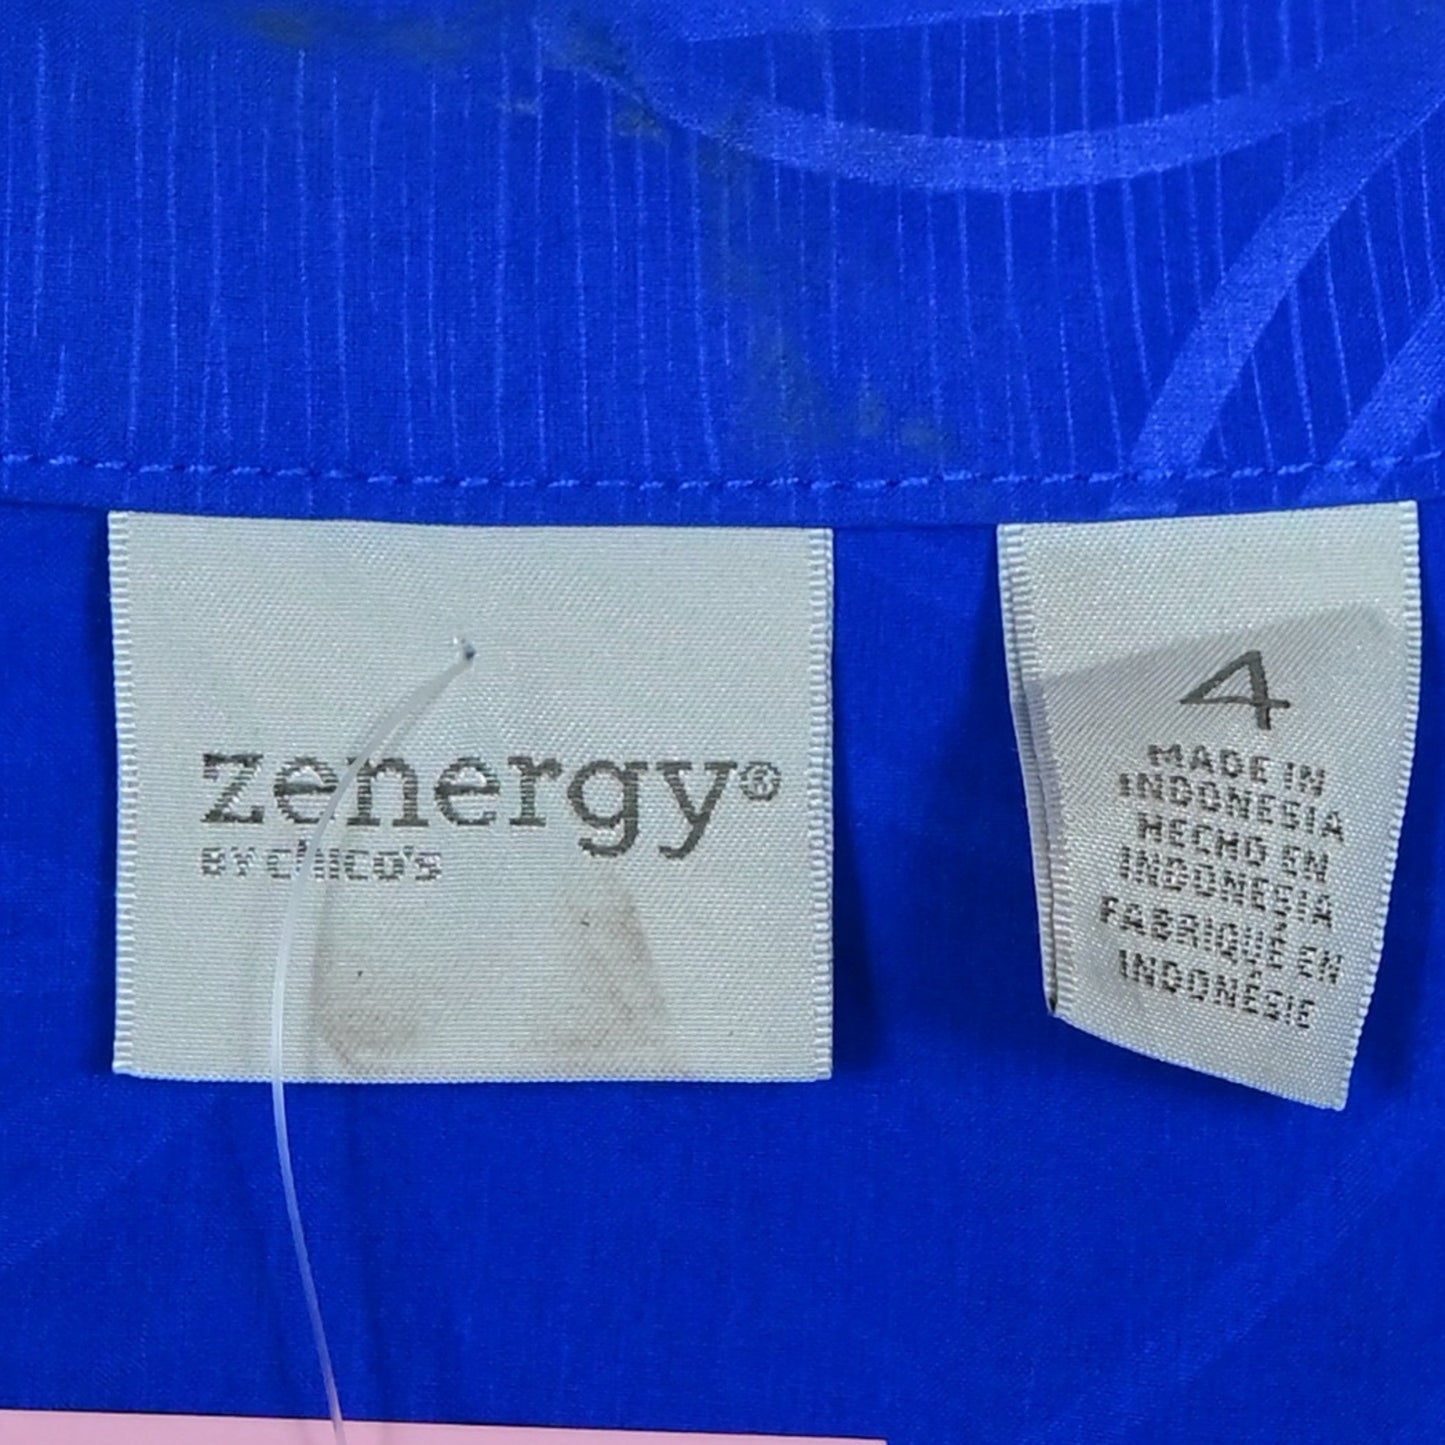 zenergy®
BY CHICO'S
4
MADE IN
INDONESIA
HECHO EN
INDONESIA
FABRIQUÉ EN
INDONÉSIE